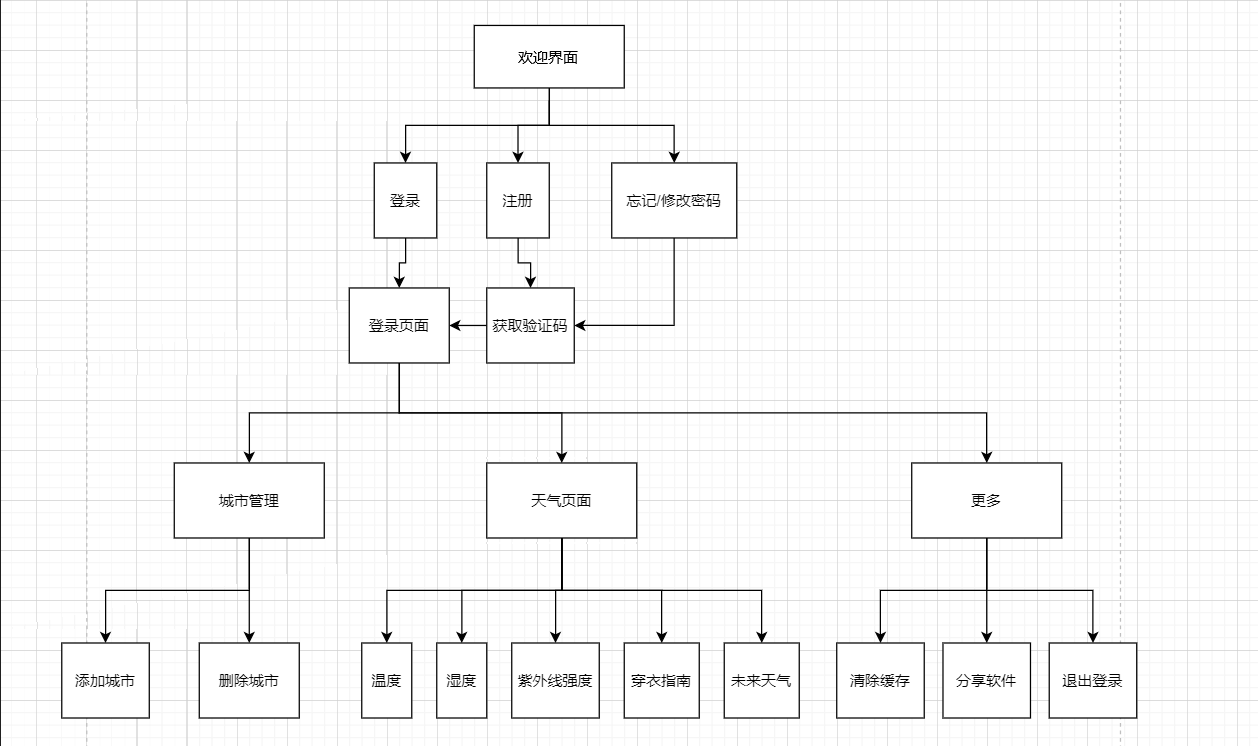 欢迎界面
登录
注册
忘记/修改密码
登录页面
获取验证码
城市管理
天气页面
更多
添加城市
删除城市
温度
湿度
紫外线强度
穿衣指南
未来天气
清除缓存
分享软件
退出登录